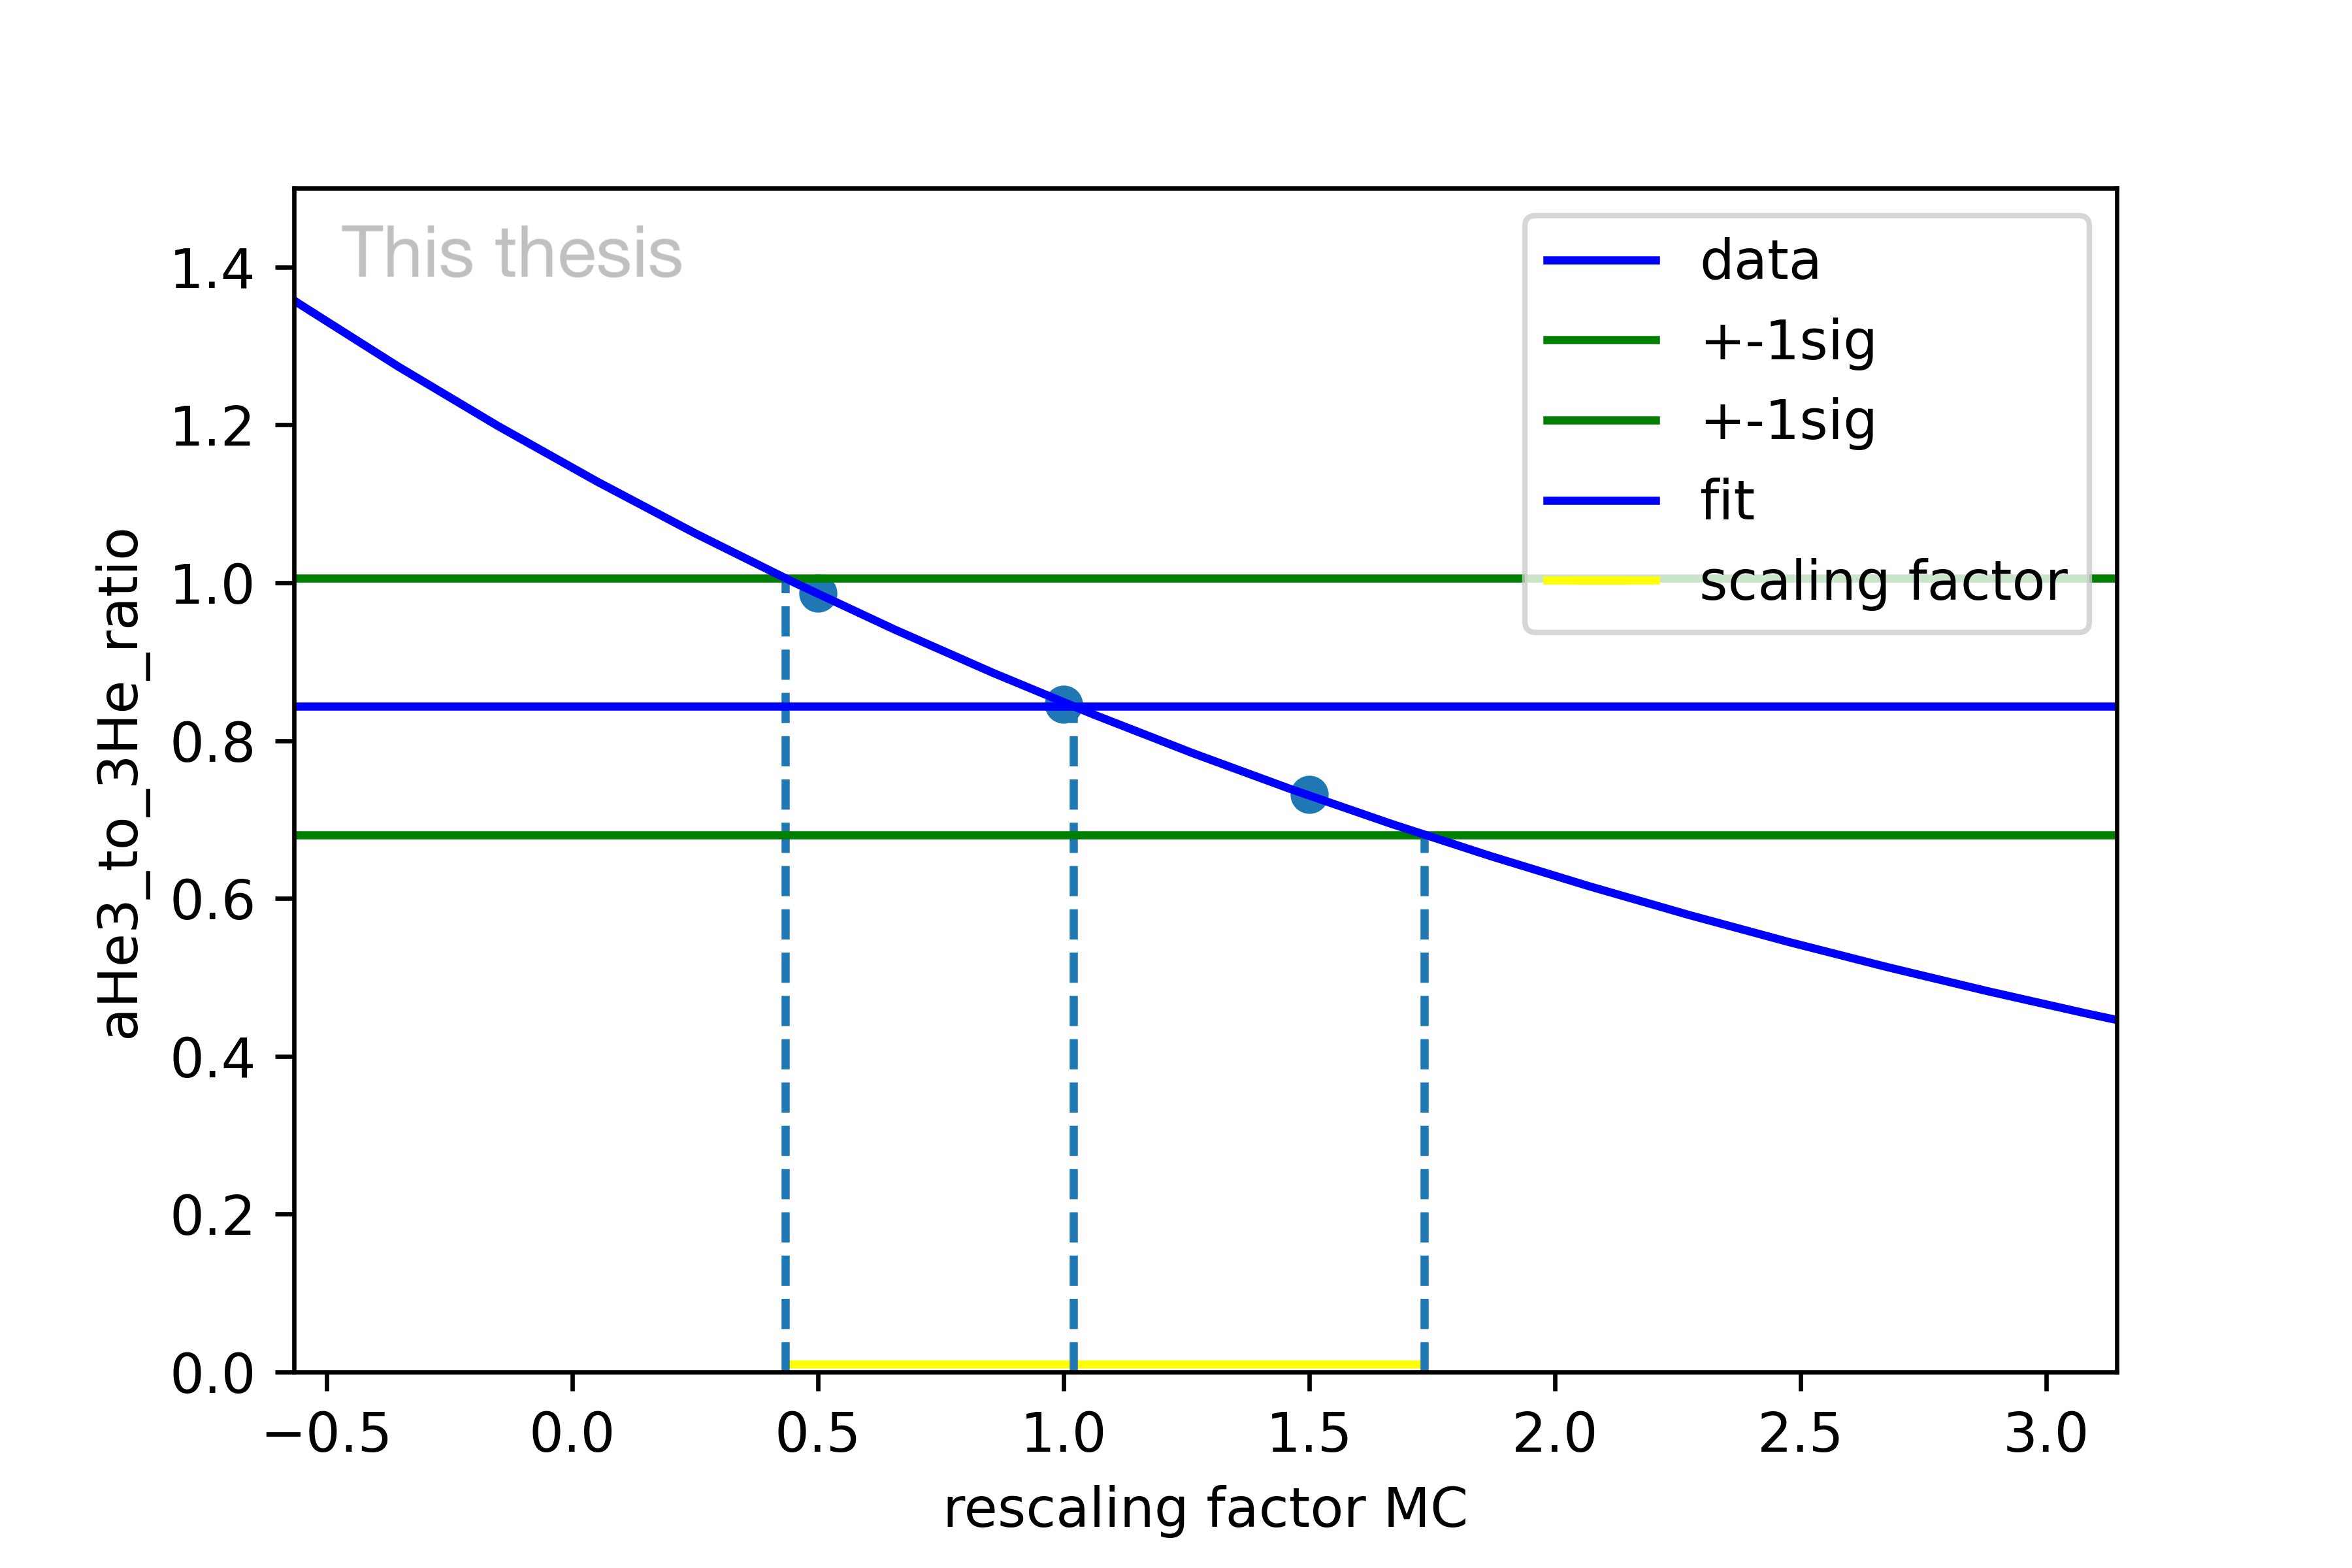 This thesis
data
+-1sig
+-1sig
fit
scaling factor
1.4
1.2
1.0
0.8
0.6
0.4
0.2
0.0
aHe3_to_3He_ratio
−0.5 0.0 0.5 1.0 1.5 2.0 2.5 3.0
rescaling factor MC